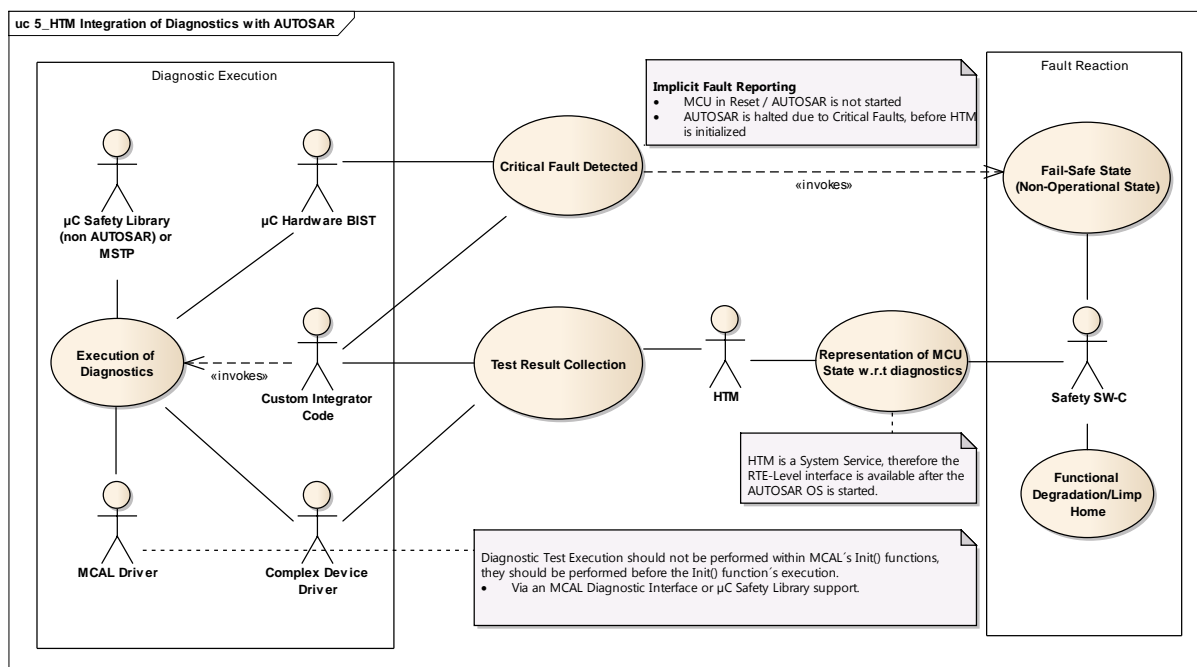 uc 5_HTM Integration of Diagnostics with AUTOSAR
Diagnostic Execution
µC Safety Library
(non AUTOSAR) or
MSTP
µC Hardware BIST
Critical Fault Detected
Implicit Fault Reporting
• MCU in Reset / AUTOSAR is not started
• AUTOSAR is halted due to Critical Faults, before HTM
is initialized
«invokes»
Fault Reaction
Fail-Safe State
(Non-Operational State)
Execution of
Diagnostics
«invokes»
Custom Integrator
Code
Test Result Collection
HTM
Representation of MCU
State w.r.t diagnostics
Safety SW-C
HTM is a System Service, therefore the
RTE-Level interface is available after the
AUTOSAR OS is started.
Functional
Degradation/Limp
Home
MCAL Driver
Complex Device
Driver
Diagnostic Test Execution should not be performed within MCAL´s Init() functions,
they should be performed before the Init() function´s execution.
• Via an MCAL Diagnostic Interface or µC Safety Library support.